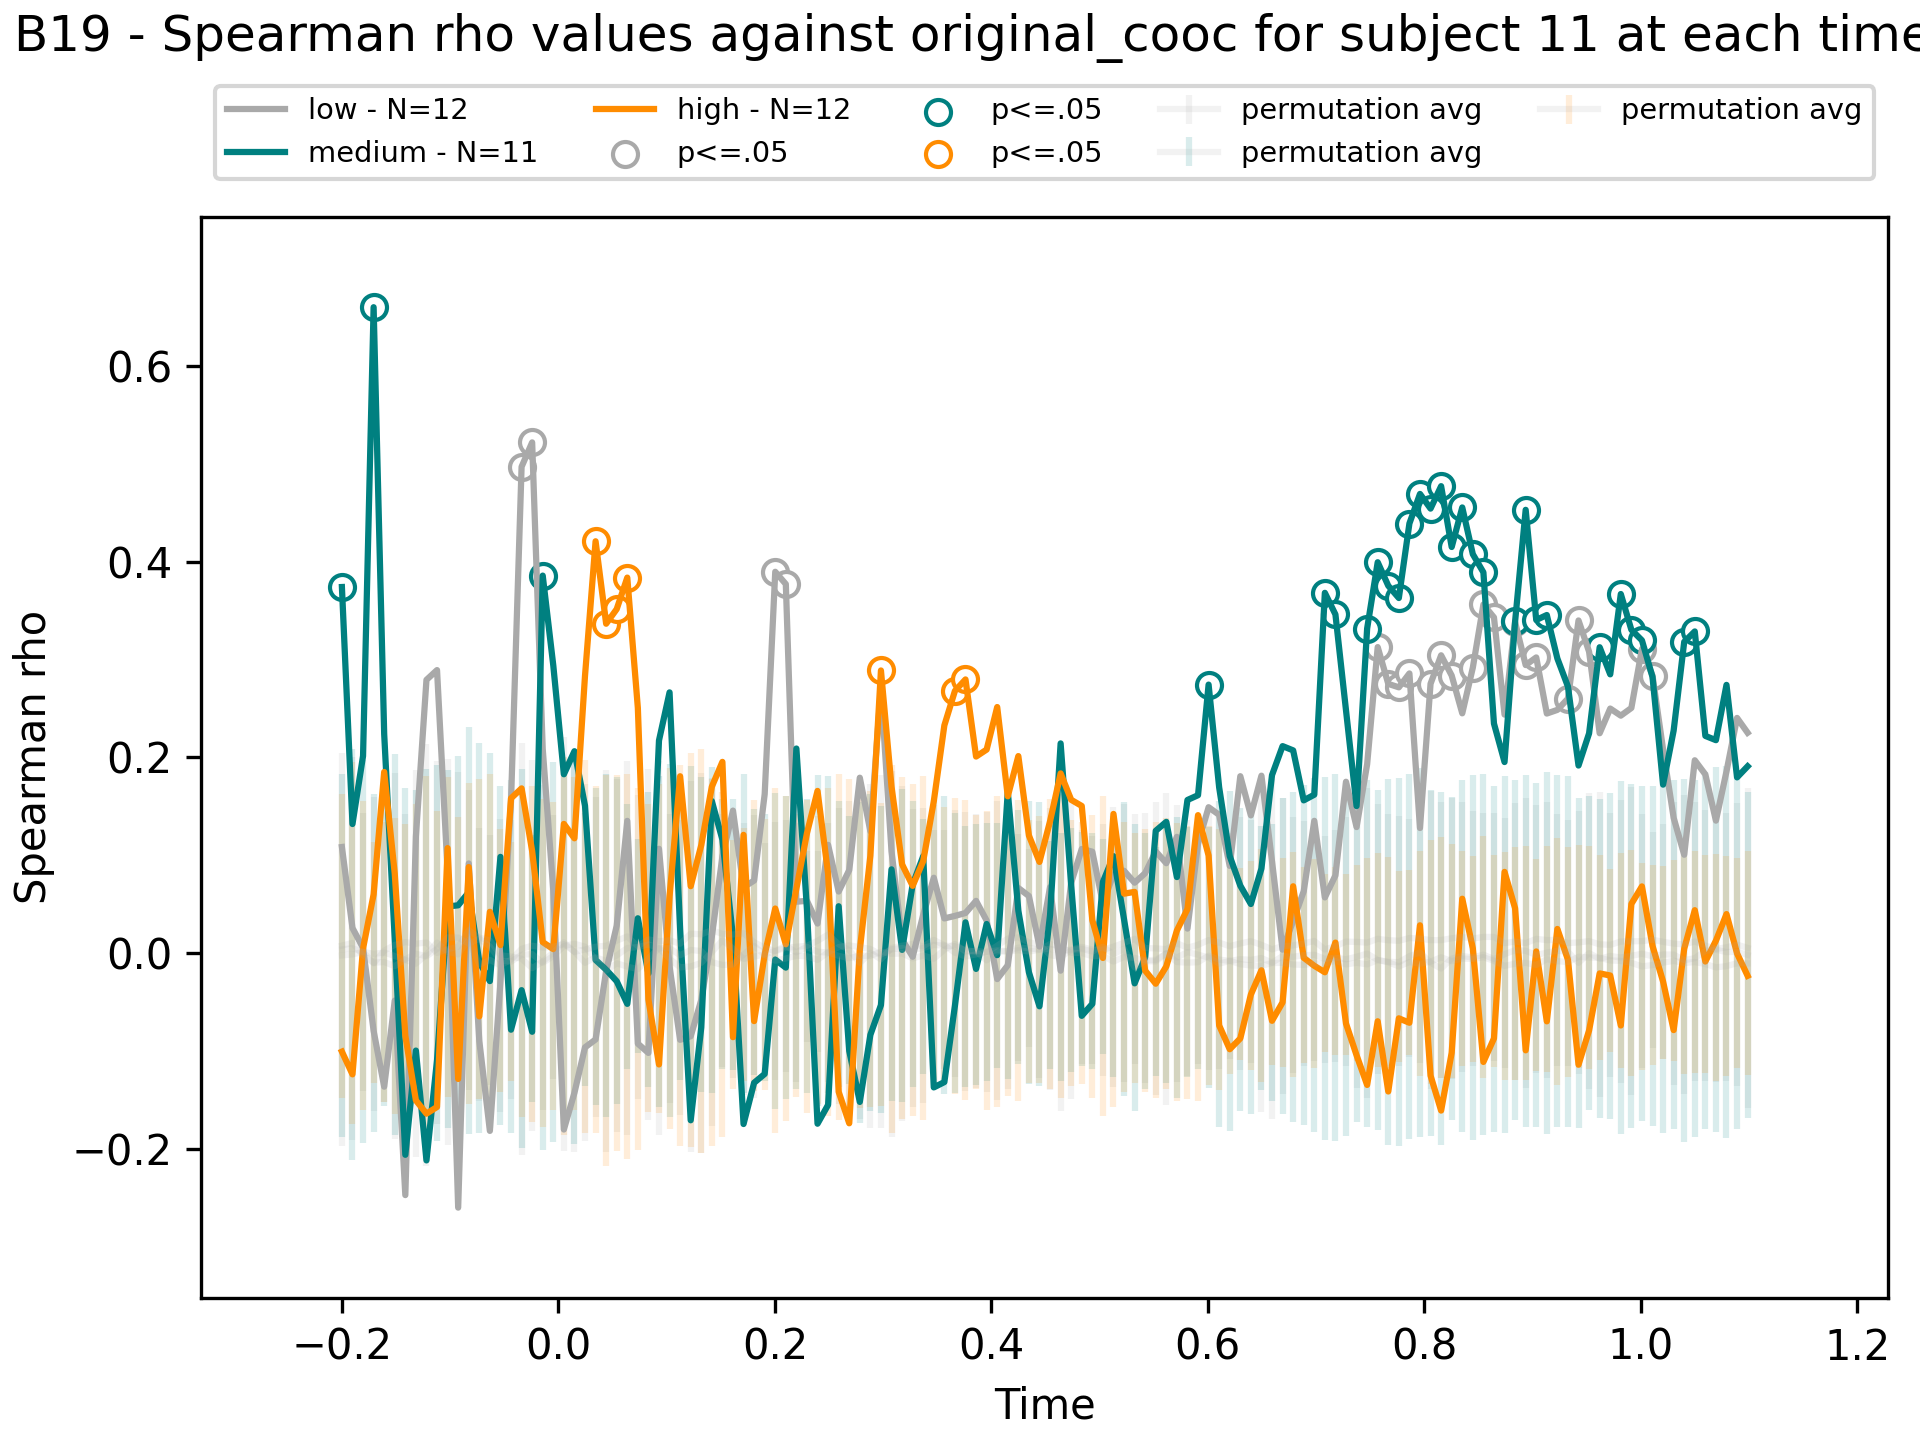 B19 - Spearman rho values against original_cooc for subject 11 at each time
low - N=12
medium - N=11
high - N=12
p<=.05
p<=.05
p<=.05
permutation avg
permutation avg
permutation avg
Spearman rho
0.6
0.4
0.2
0.0
−0.2
−0.2 0.0 0.2 0.4 0.6 0.8 1.0 1.2
Time